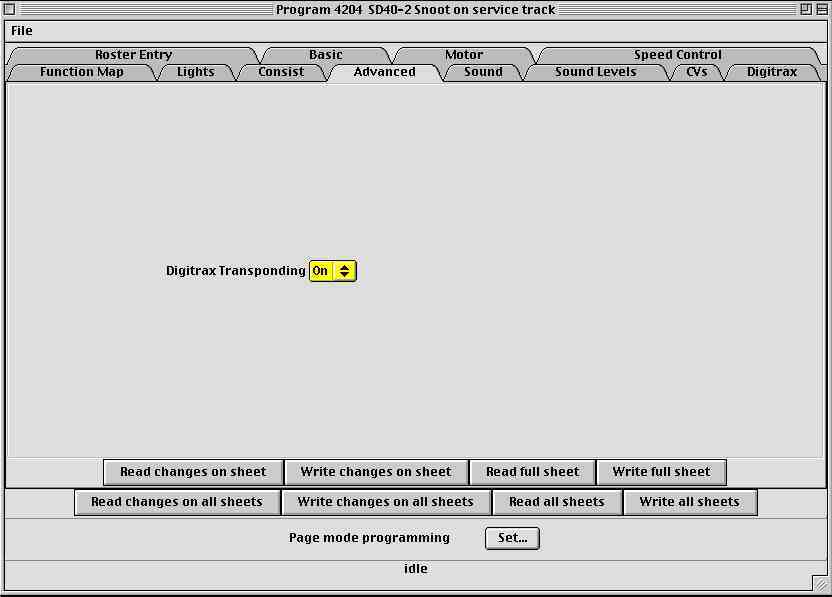 Program 4204 SD40-2 Snoot on service track
File
Roster Entry Basic Motor Speed Control
Function Map Lights Consist Advanced Sound Sound Levels CVs Digitrax
Digitrax Transponding On
Read changes on sheet Write changes on sheet Read full sheet Write full sheet
Read changes on all sheets Write changes on all sheets Read all sheets Write all sheets
Page mode programming Set...
idle